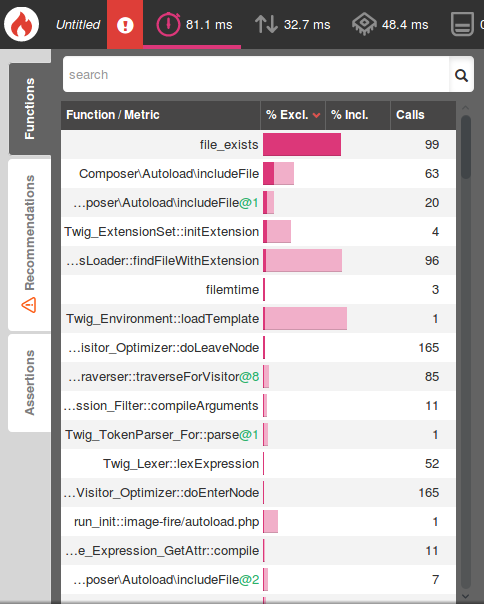 Untitled
81.1 ms
32.7 ms
48.4 ms
Functions
Recommendations
Assertions
search
Function / Metric % Excl. % Incl. Calls
file_exists 99
Composer\Autoload\includeFile 63
…poser\Autoload\includeFile@1 20
Twig_ExtensionSet::initExtension 4
…sLoader::findFileWithExtension 96
filemtime 3
Twig_Environment::loadTemplate 1
…isitor_Optimizer::doLeaveNode 165
…raverser::traverseForVisitor@8 85
…ssion_Filter::compileArguments 11
Twig_TokenParser_For::parse@1 1
Twig_Lexer::lexExpression 52
…Visitor_Optimizer::doEnterNode 165
run_init::image-fire/autoload.php 1
…e_Expression_GetAttr::compile 11
…poser\Autoload\includeFile@2 7